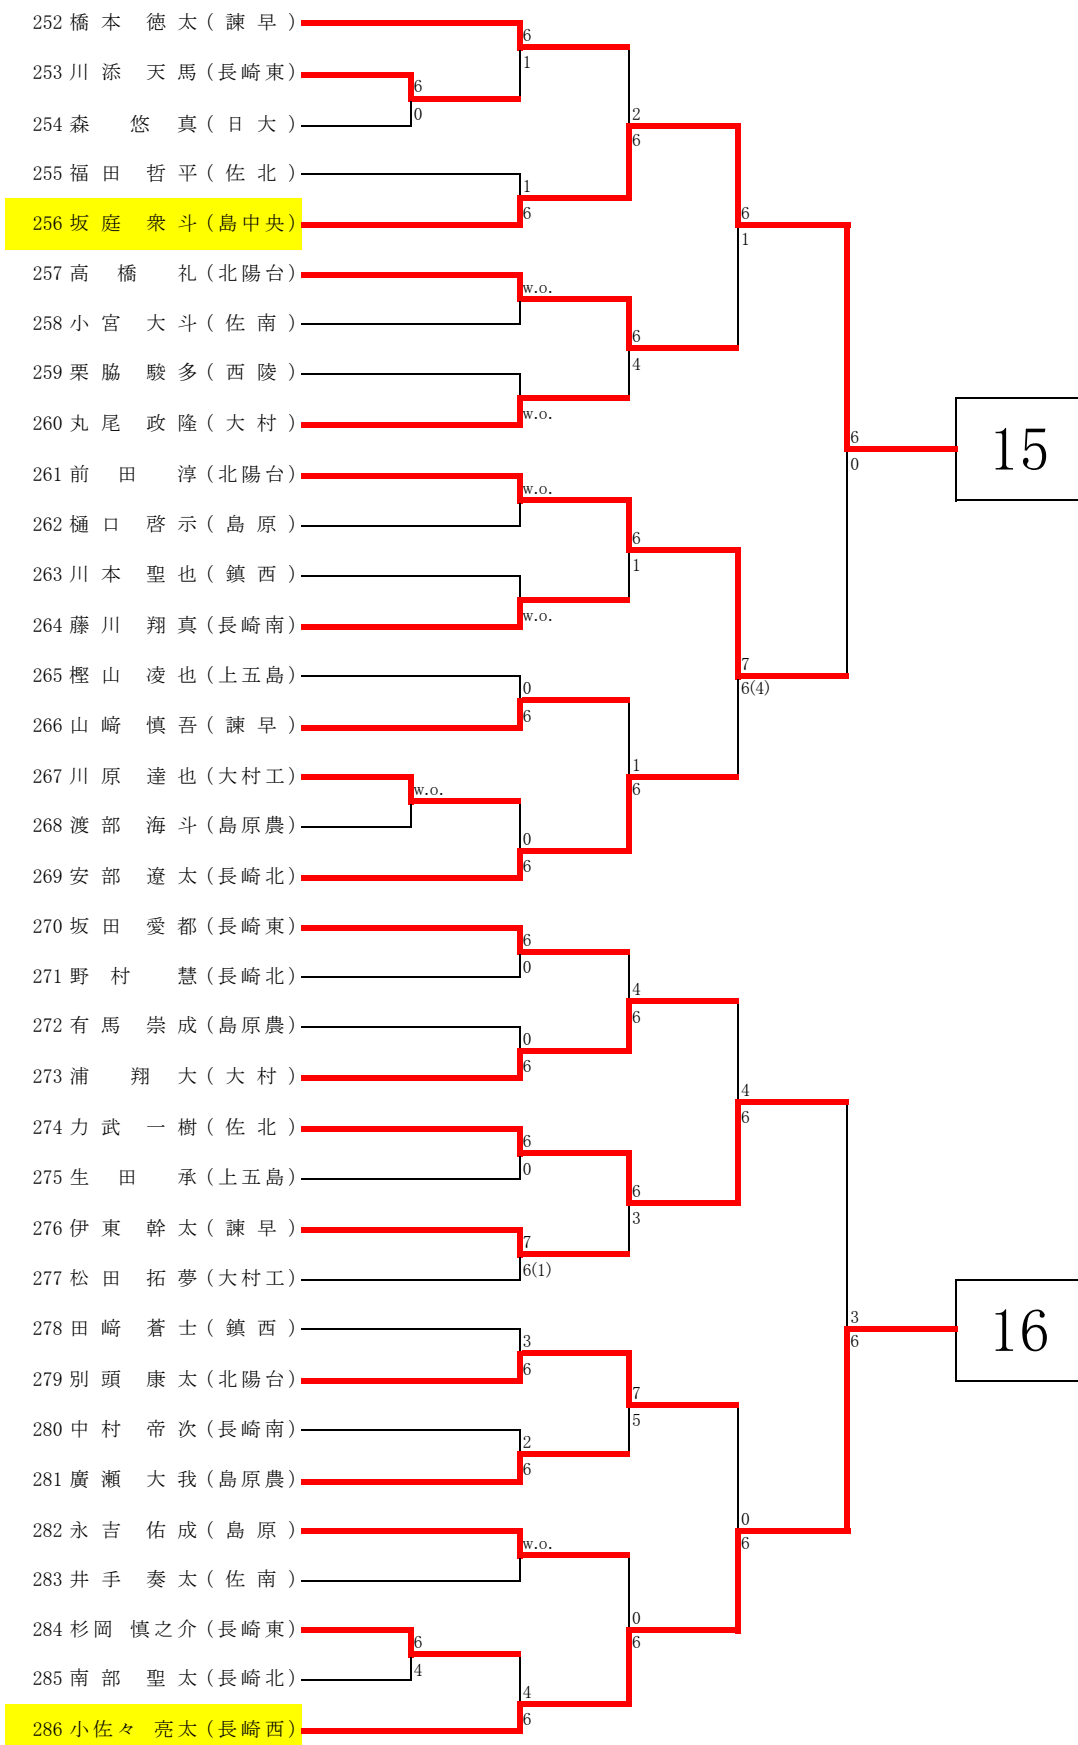 252 橋本 徳太(諫早)
6
1
253 川添 天馬(長崎東)
6
0
254 森 悠真(日大)
2
6
255 福田 哲平(佐北)
1
6
256 坂庭 衆斗(島中央)
6
1
257 高橋 礼(北陽台)
w.o.
258 小宮 大斗(佐南)
6
4
259 栗脇 駿多(西陵)
260 丸尾 政隆(大村)
w.o.
6
0
15
261 前田 淳(北陽台)
w.o.
262 樋口 啓示(島原)
6
1
263 川本 聖也(鎮西)
264 藤川 翔真(長崎南)
w.o.
7
6(4)
265 樫山 凌也(上五島)
0
6
266 山﨑 慎吾(諫早)
1
6
267 川原 達也(大村工)
w.o.
268 渡部 海斗(島原農)
0
6
269 安部 遼太(長崎北)
270 坂田 愛都(長崎東)
6
0
271 野村 慧(長崎北)
4
6
272 有馬 崇成(島原農)
0
6
273 浦 翔大(大村)
4
6
274 力武 一樹(佐北)
6
0
275 生田 承(上五島)
6
3
276 伊東 幹太(諫早)
7
6(1)
277 松田 拓夢(大村工)
3
6
16
278 田﨑 蒼士(鎮西)
3
6
279 別頭 康太(北陽台)
7
5
280 中村 帝次(長崎南)
2
6
281 廣瀬 大我(島原農)
0
6
282 永吉 佑成(島原)
w.o.
283 井手 奏太(佐南)
0
6
284 杉岡 慎之介(長崎東)
6
4
285 南部 聖太(長崎北)
4
6
286 小佐々 亮太(長崎西)